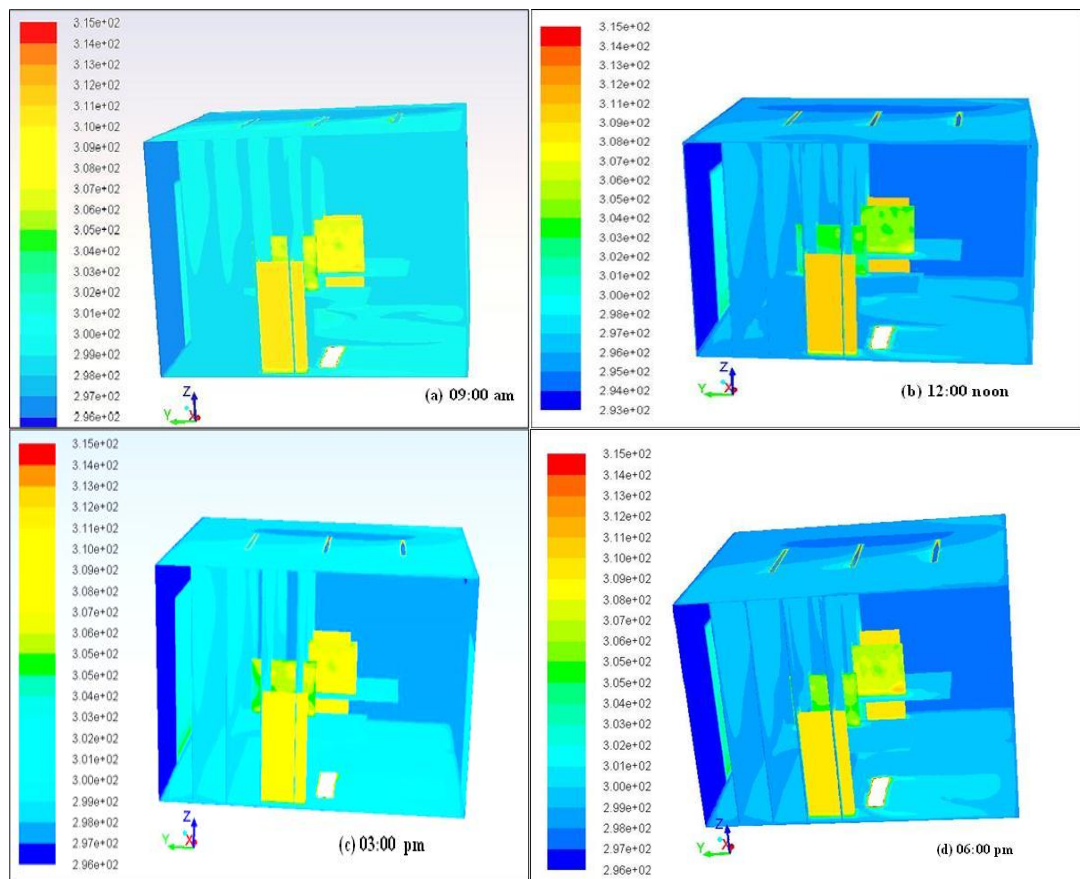 3.15e+02
3.14e+02
3.13e+02
3.12e+02
3.11e+02
3.10e+02
3.09e+02
3.08e+02
3.07e+02
3.06e+02
3.05e+02
3.04e+02
3.03e+02
3.02e+02
3.01e+02
3.00e+02
2.99e+02
2.98e+02
2.97e+02
2.96e+02
Z
Y
X
(a) 09:00 am
3.15e+02
3.14e+02
3.13e+02
3.12e+02
3.10e+02
3.09e+02
3.08e+02
3.07e+02
3.06e+02
3.05e+02
3.04e+02
3.02e+02
3.01e+02
3.00e+02
2.99e+02
2.98e+02
2.97e+02
2.96e+02
2.95e+02
2.94e+02
2.93e+02
Z
Y
X
(b) 12:00 noon
3.15e+02
3.14e+02
3.13e+02
3.12e+02
3.11e+02
3.10e+02
3.09e+02
3.08e+02
3.07e+02
3.06e+02
3.05e+02
3.04e+02
3.03e+02
3.02e+02
3.01e+02
3.00e+02
2.99e+02
2.98e+02
2.97e+02
2.96e+02
Z
Y
X
(c) 03:00 pm
3.15e+02
3.14e+02
3.13e+02
3.12e+02
3.11e+02
3.10e+02
3.09e+02
3.08e+02
3.07e+02
3.06e+02
3.05e+02
3.04e+02
3.03e+02
3.02e+02
3.01e+02
3.00e+02
2.99e+02
2.98e+02
2.97e+02
2.96e+02
Z
Y
X
(d) 06:00 pm